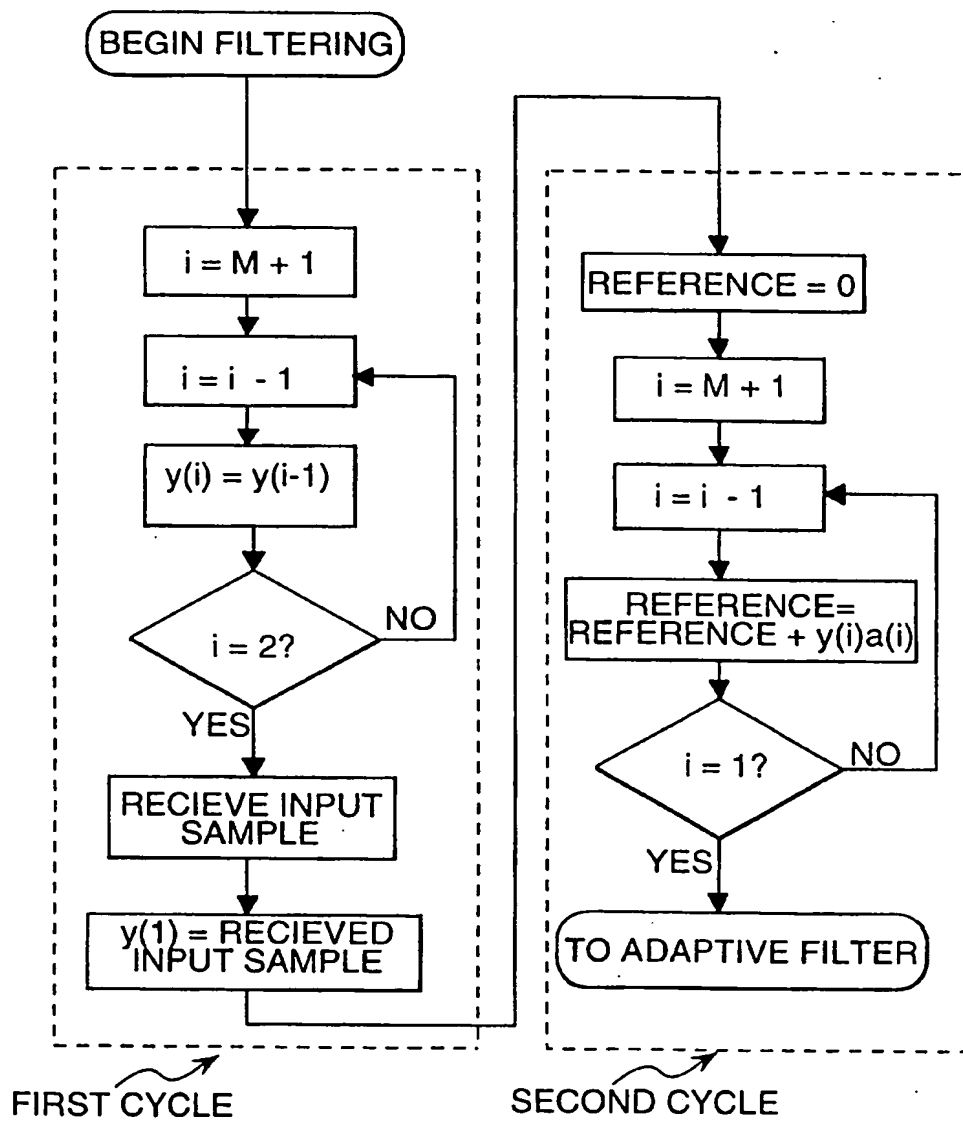 BEGIN FILTERING
i = M + 1
i = i - 1
y(i) = y(i-1)
i = 2?
NO
YES
RECIEVE INPUT
SAMPLE
y(1) = RECIEVED
INPUT SAMPLE
FIRST CYCLE
REFERENCE = 0
i = M + 1
i = i - 1
REFERENCE=
REFERENCE + y(i)a(i)
i = 1?
NO
YES
TO ADAPTIVE FILTER
SECOND CYCLE